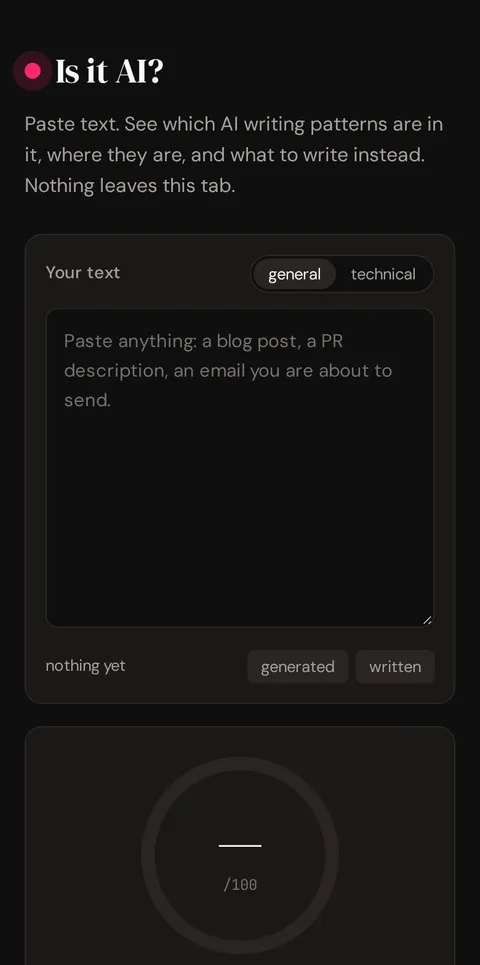 Is it AI?
Paste text. See which AI writing patterns are in
it, where they are, and what to write instead.
Nothing leaves this tab.
Your text
general
technical
Paste anything: a blog post, a PR
description, an email you are about to
send.
nothing yet
generated
written
—
/100